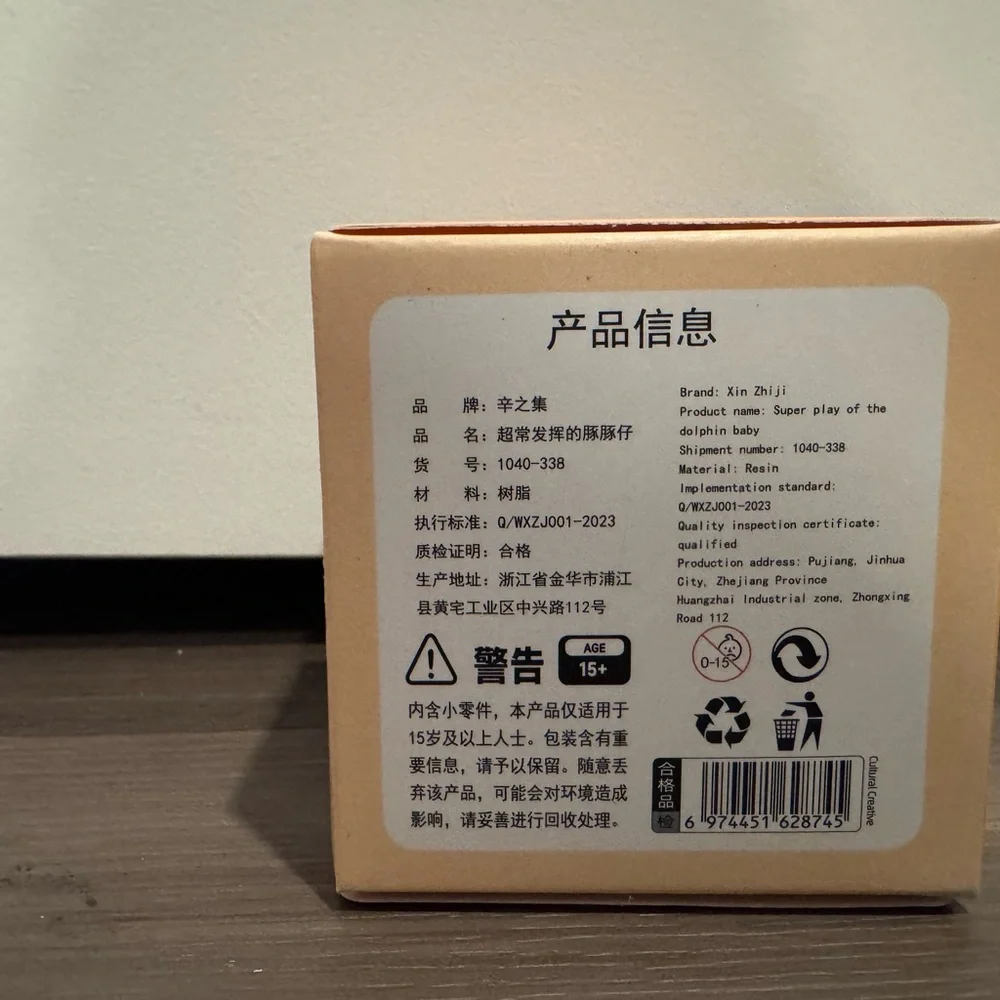 产品信息
品 牌：辛之集
品 名：超常发挥的豚豚仔
货 号：1040-338
材 料：树脂
执行标准：Q/WXZJ001-2023
质检证明：合格
生产地址：浙江省金华市浦江
县黄宅工业区中兴路112号
Brand: Xin Zhiji
Product name: Super play of the
dolphin baby
Shipment number: 1040-338
Material: Resin
Implementation standard:
Q/WXZJ001-2023
Quality inspection certificate:
qualified
Production address: Pujiang, Jinhua
City, Zhejiang Province
Huangzhai Industrial zone, Zhongxing
Road 112
警告
AGE
15+
内含小零件，本产品仅适用于
15岁及以上人士。包装含有重
要信息，请予以保留。随意丢
弃该产品，可能会对环境造成
影响，请妥善进行回收处理。
0-15
合格品
检
6 974451 628745
Cultural Creative